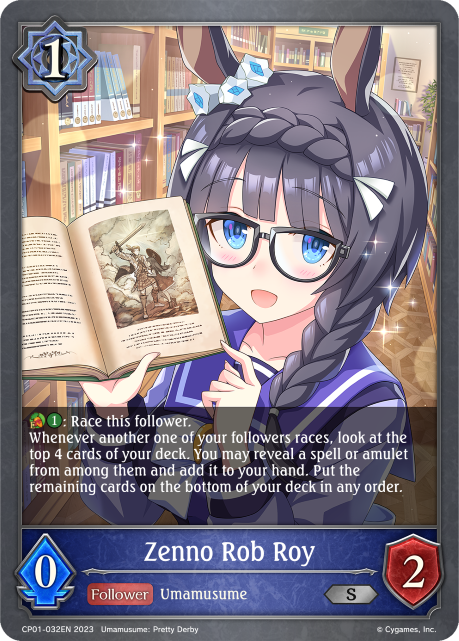 1
1 : Race this follower.
Whenever another one of your followers races, look at the
top 4 cards of your deck. You may reveal a spell or amulet
from among them and add it to your hand. Put the
remaining cards on the bottom of your deck in any order.
Zenno Rob Roy
0
Follower Umamusume
S
2
CP01-032EN 2023 Umamusume: Pretty Derby
© Cygames, Inc.